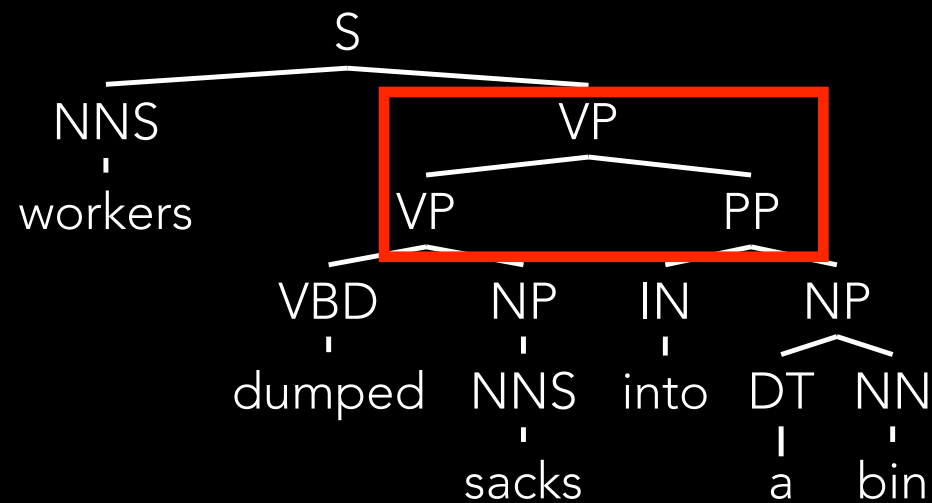 S
NNS VP
workers VP PP
VBD NP IN NP
dumped NNS into DT NN
sacks a bin